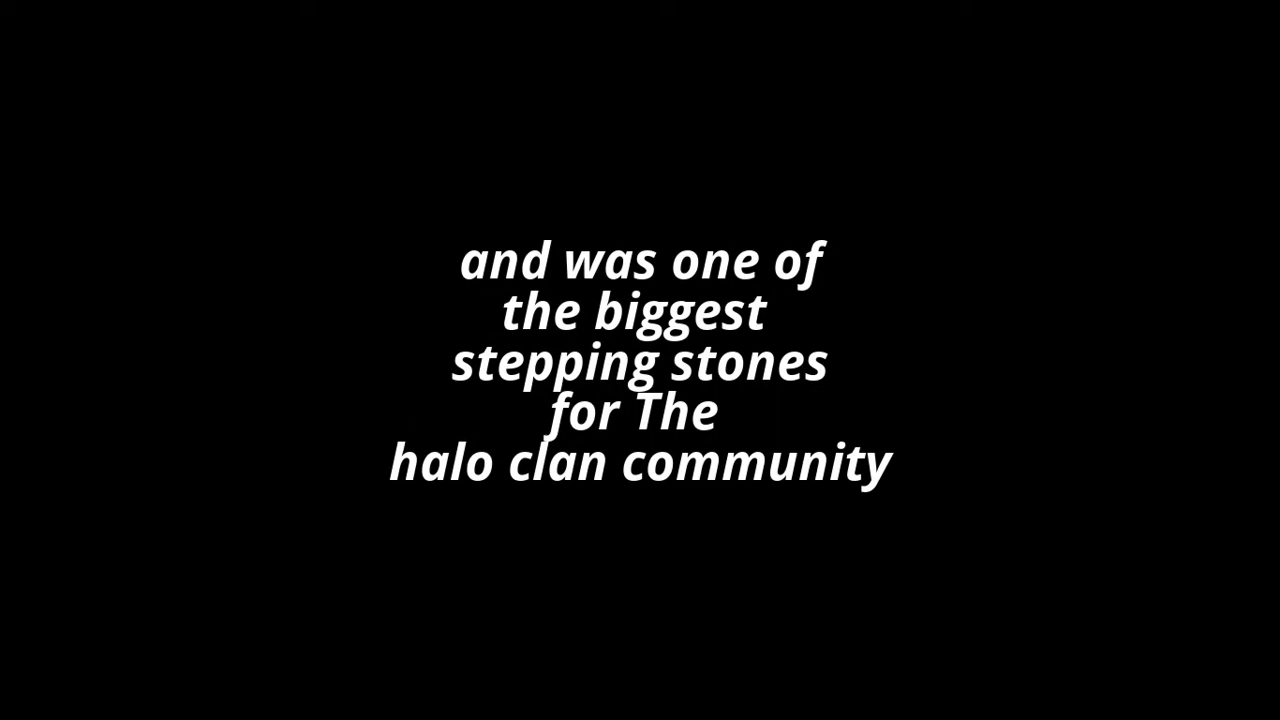 and was one of
the biggest
stepping stones
for The
halo clan community